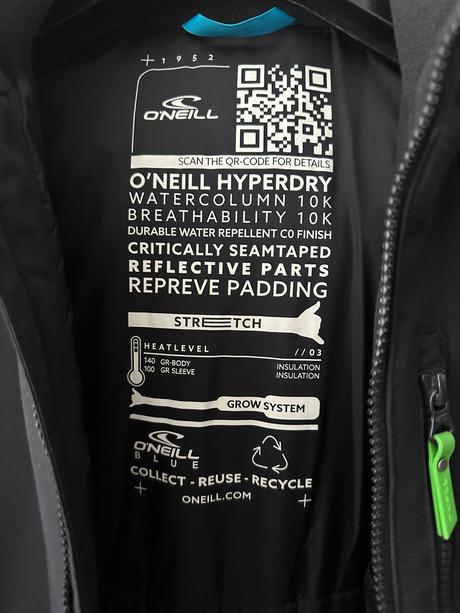 1952
O'NEILL
SCAN THE QR-CODE FOR DETAILS
O'NEILL HYPERDRY
WATERCOLUMN 10K
BREATHABILITY 10K
DURABLE WATER REPELLENT C0 FINISH
CRITICALLY SEAMTAPED
REFLECTIVE PARTS
REPREVE PADDING
STRETCH
HEATLEVEL // 03
140 GR-BODY INSULATION
100 GR SLEEVE INSULATION
GROW SYSTEM
O'NEILL
BLUE
COLLECT - REUSE - RECYCLE
ONEILL.COM